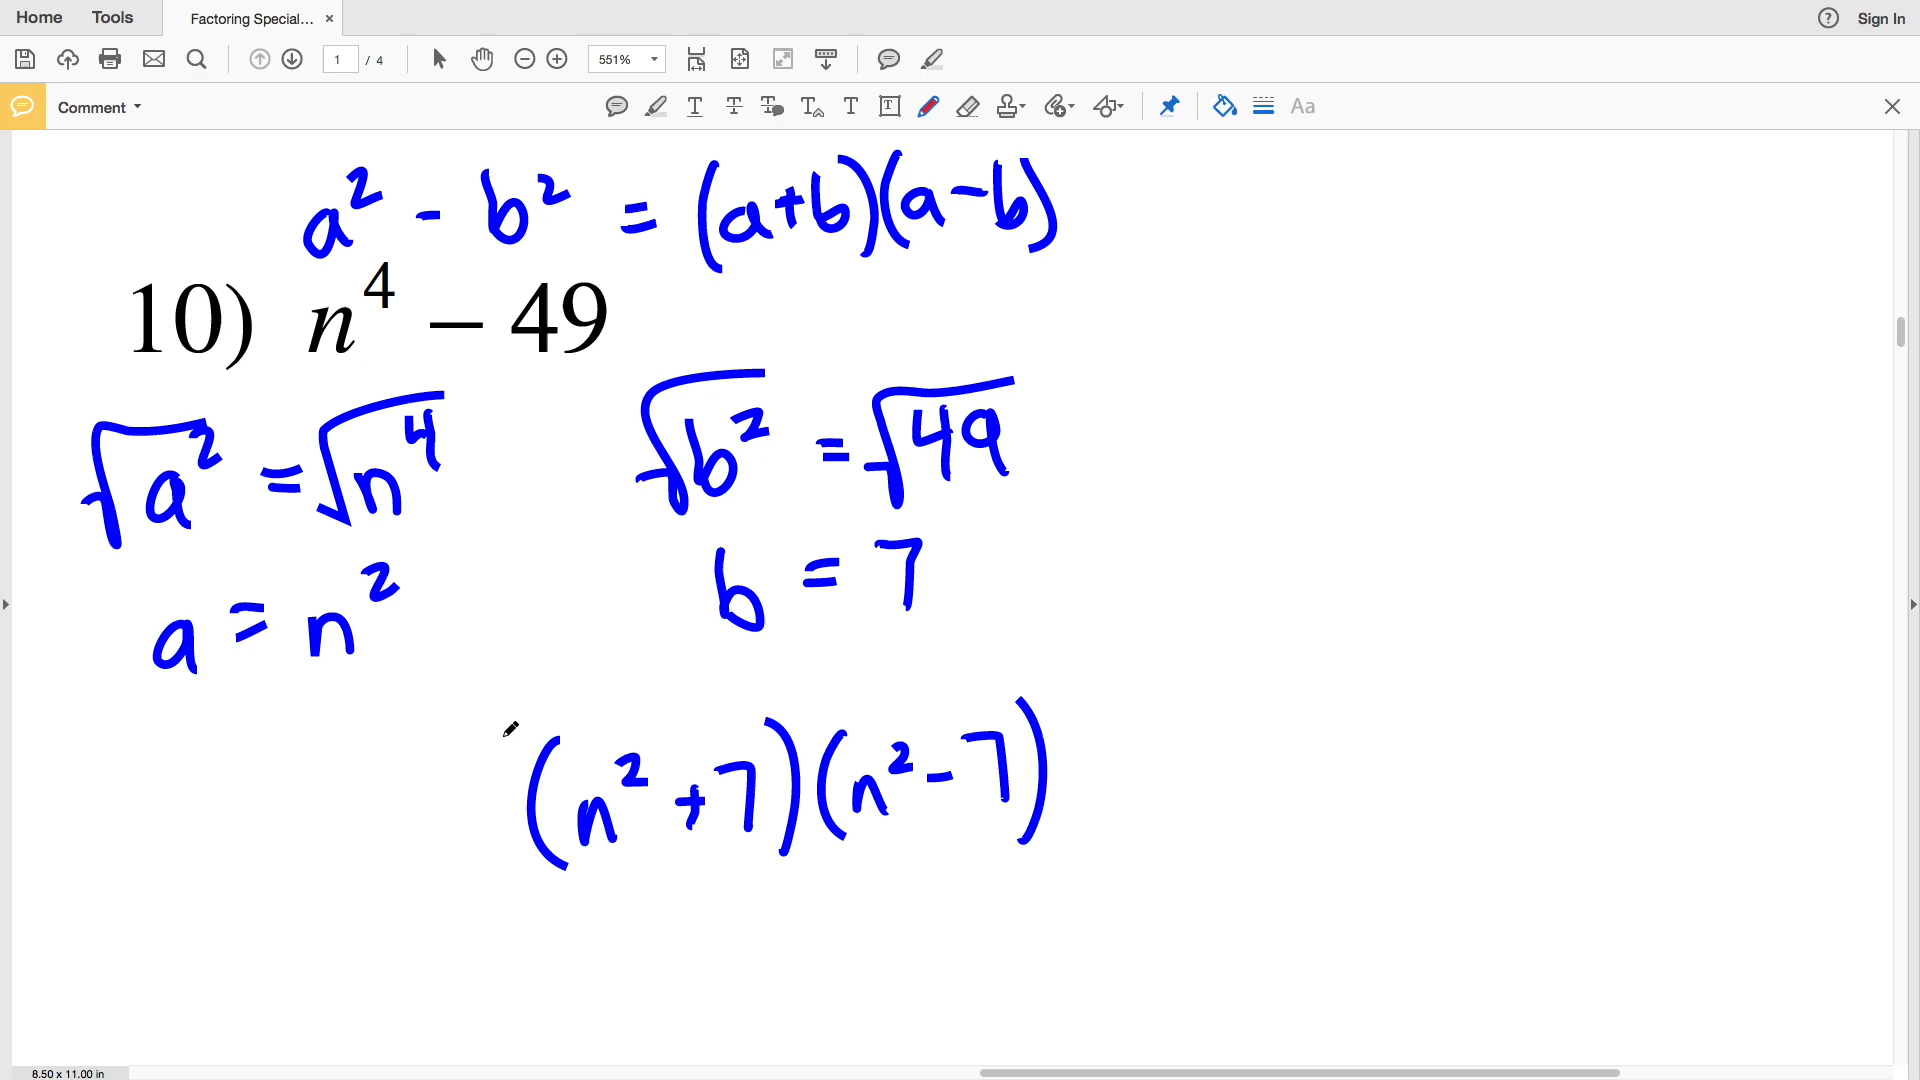 Home Tools Factoring Special... × ? Sign In
1 / 4 551%
Comment T T T T T T Aa
a² - b² = (a+b)(a-b)
10) n⁴ – 49
√a² = √n⁴ √b² = √49
a = n² b = 7
(n² + 7)(n² - 7)
8.50 x 11.00 in